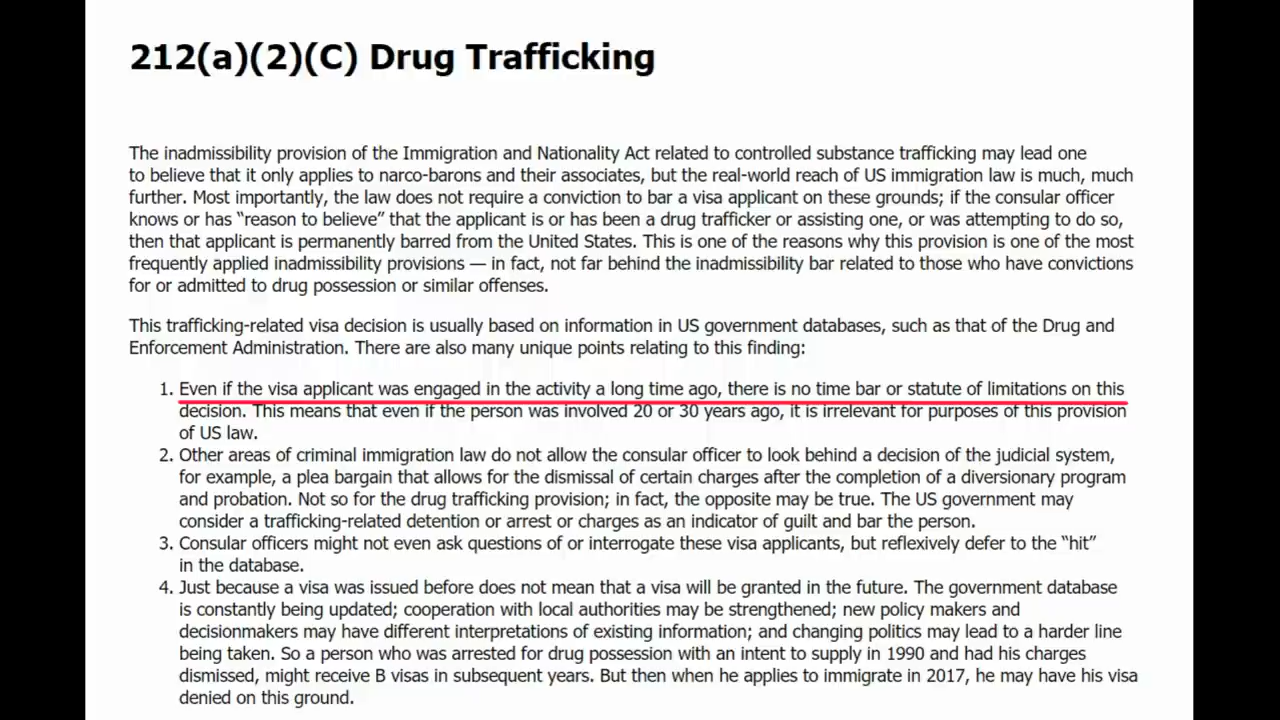 212(a)(2)(C) Drug Trafficking
The inadmissibility provision of the Immigration and Nationality Act related to controlled substance trafficking may lead one
to believe that it only applies to narco-barons and their associates, but the real-world reach of US immigration law is much, much
further. Most importantly, the law does not require a conviction to bar a visa applicant on these grounds; if the consular officer
knows or has “reason to believe” that the applicant is or has been a drug trafficker or assisting one, or was attempting to do so,
then that applicant is permanently barred from the United States. This is one of the reasons why this provision is one of the most
frequently applied inadmissibility provisions — in fact, not far behind the inadmissibility bar related to those who have convictions
for or admitted to drug possession or similar offenses.
This trafficking-related visa decision is usually based on information in US government databases, such as that of the Drug and
Enforcement Administration. There are also many unique points relating to this finding:
1. Even if the visa applicant was engaged in the activity a long time ago, there is no time bar or statute of limitations on this
decision. This means that even if the person was involved 20 or 30 years ago, it is irrelevant for purposes of this provision
of US law.
2. Other areas of criminal immigration law do not allow the consular officer to look behind a decision of the judicial system,
for example, a plea bargain that allows for the dismissal of certain charges after the completion of a diversionary program
and probation. Not so for the drug trafficking provision; in fact, the opposite may be true. The US government may
consider a trafficking-related detention or arrest or charges as an indicator of guilt and bar the person.
3. Consular officers might not even ask questions of or interrogate these visa applicants, but reflexively defer to the “hit”
in the database.
4. Just because a visa was issued before does not mean that a visa will be granted in the future. The government database
is constantly being updated; cooperation with local authorities may be strengthened; new policy makers and
decisionmakers may have different interpretations of existing information; and changing politics may lead to a harder line
being taken. So a person who was arrested for drug possession with an intent to supply in 1990 and had his charges
dismissed, might receive B visas in subsequent years. But then when he applies to immigrate in 2017, he may have his visa
denied on this ground.